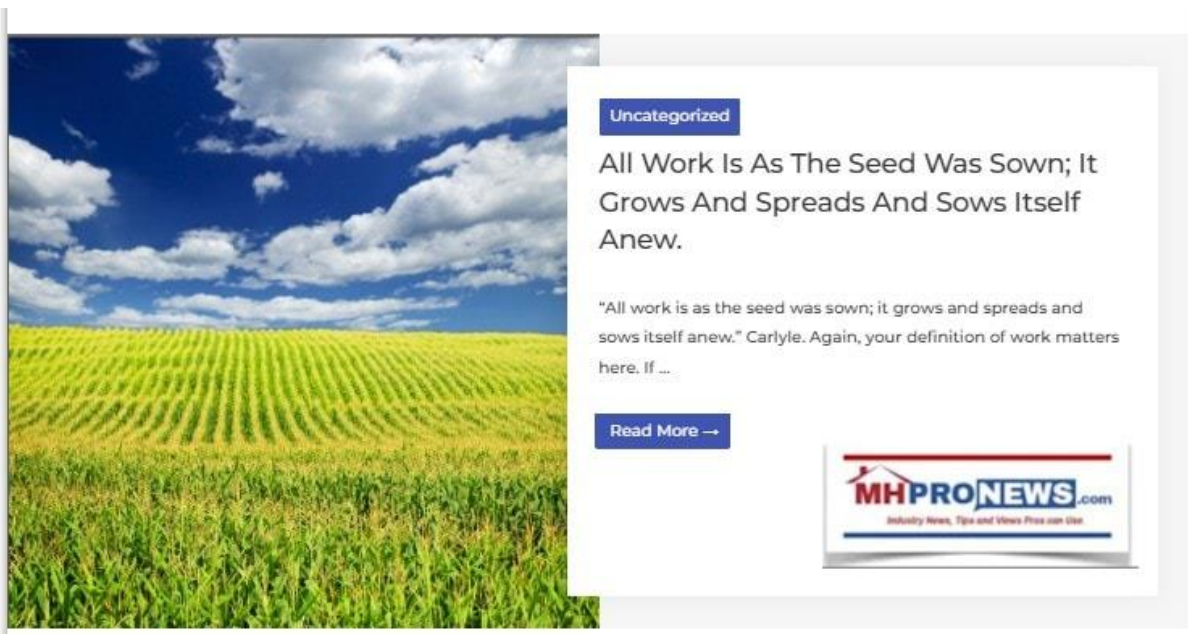 Uncategorized
All Work Is As The Seed Was Sown; It
Grows And Spreads And Sows Itself
Anew.
“All work is as the seed was sown; it grows and spreads and
sows itself anew.” Carlyle. Again, your definition of work matters
here. If ...
Read More →
MHPRONEWS.com
Industry News, Tips and Views Pros can Use